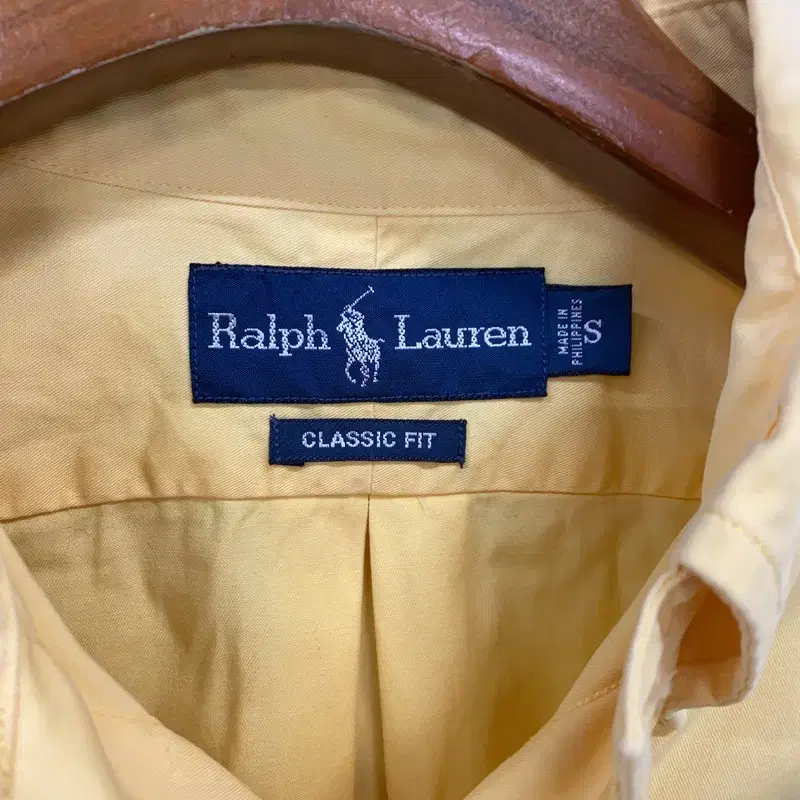 Ralph Lauren
MADE IN
PHILIPPINES
S
CLASSIC FIT